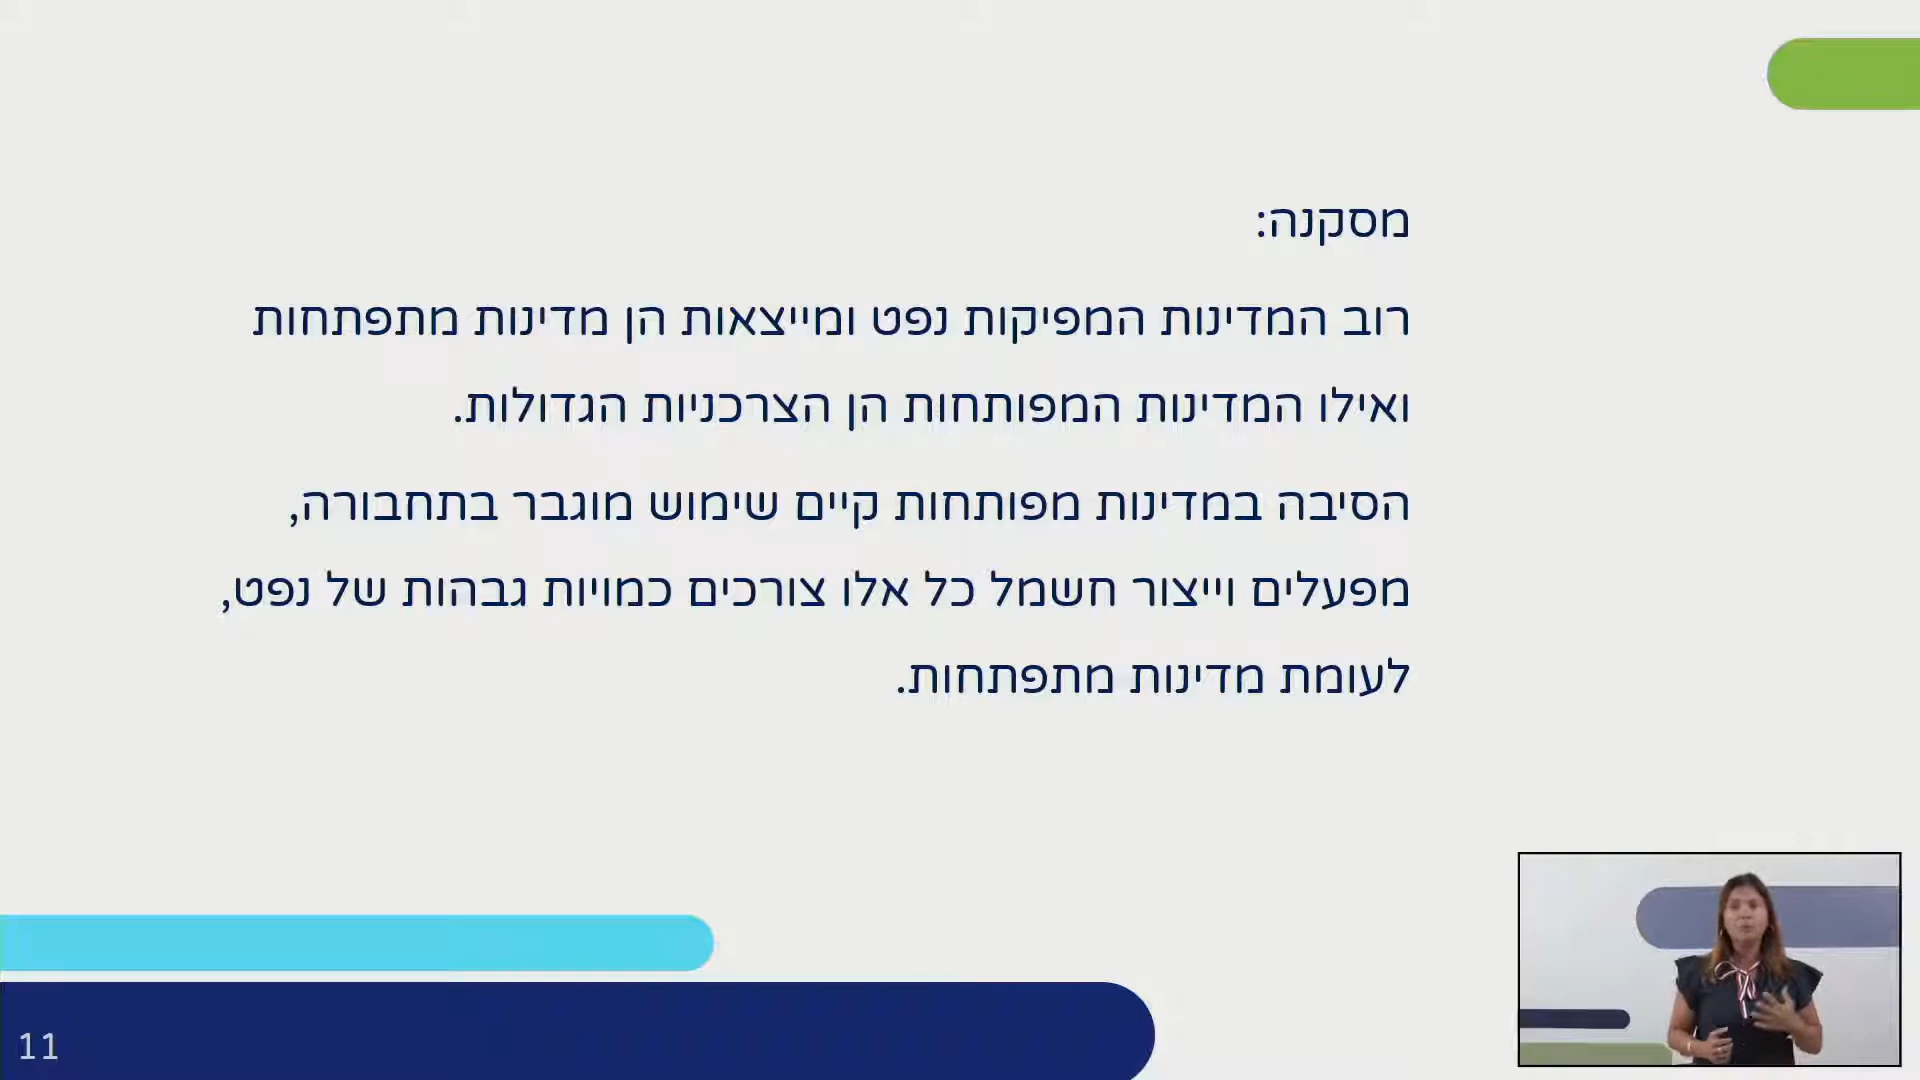 מסקנה:
רוב המדינות המפיקות נפט ומייצאות הן מדינות מתפתחות
ואילו המדינות המפותחות הן הצרכניות הגדולות.
הסיבה במדינות מפותחות קיים שימוש מוגבר בתחבורה,
מפעלים וייצור חשמל כל אלו צורכים כמויות גבהות של נפט,
לעומת מדינות מתפתחות.
11